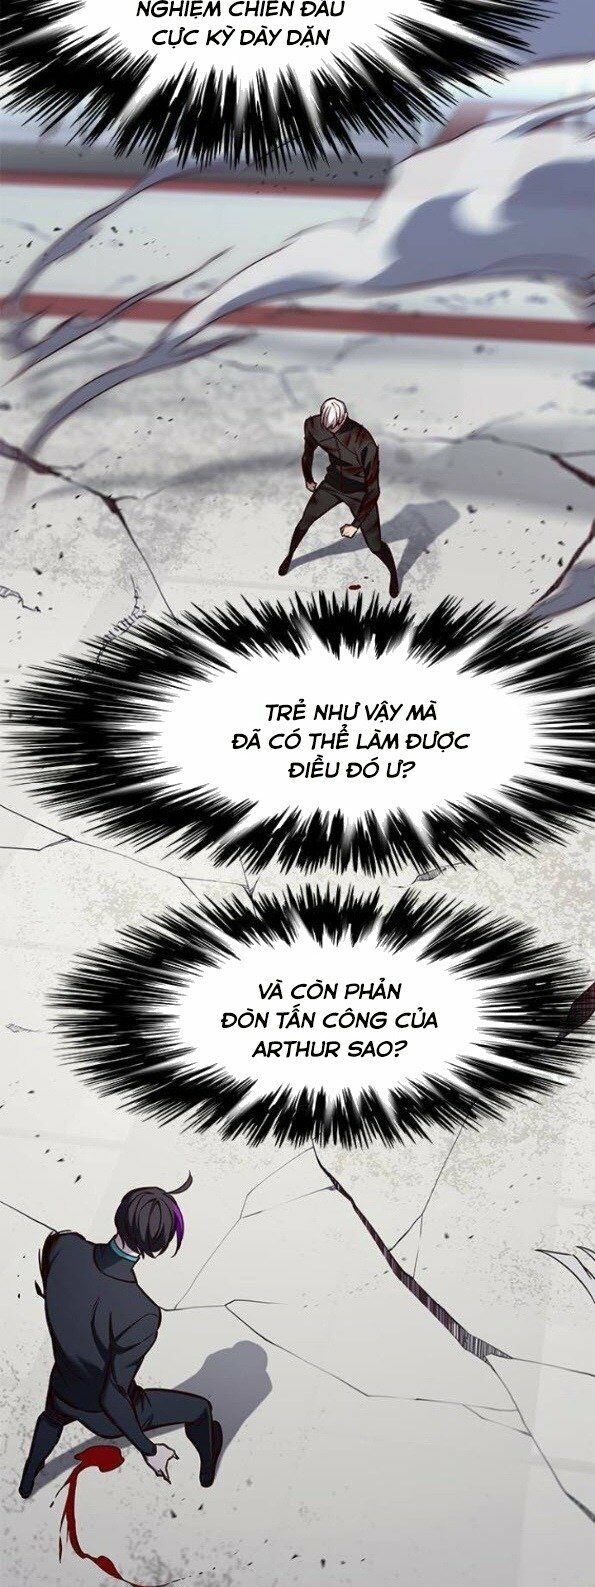 NGHIỆM CHIẾN ĐẤU
CỰC KỲ DÀY DẶN
TRẺ NHƯ VẬY MÀ
ĐÃ CÓ THỂ LÀM ĐƯỢC
ĐIỀU ĐÓ Ư?
VÀ CÒN PHẢN
ĐÒN TẤN CÔNG CỦA
ARTHUR SAO?